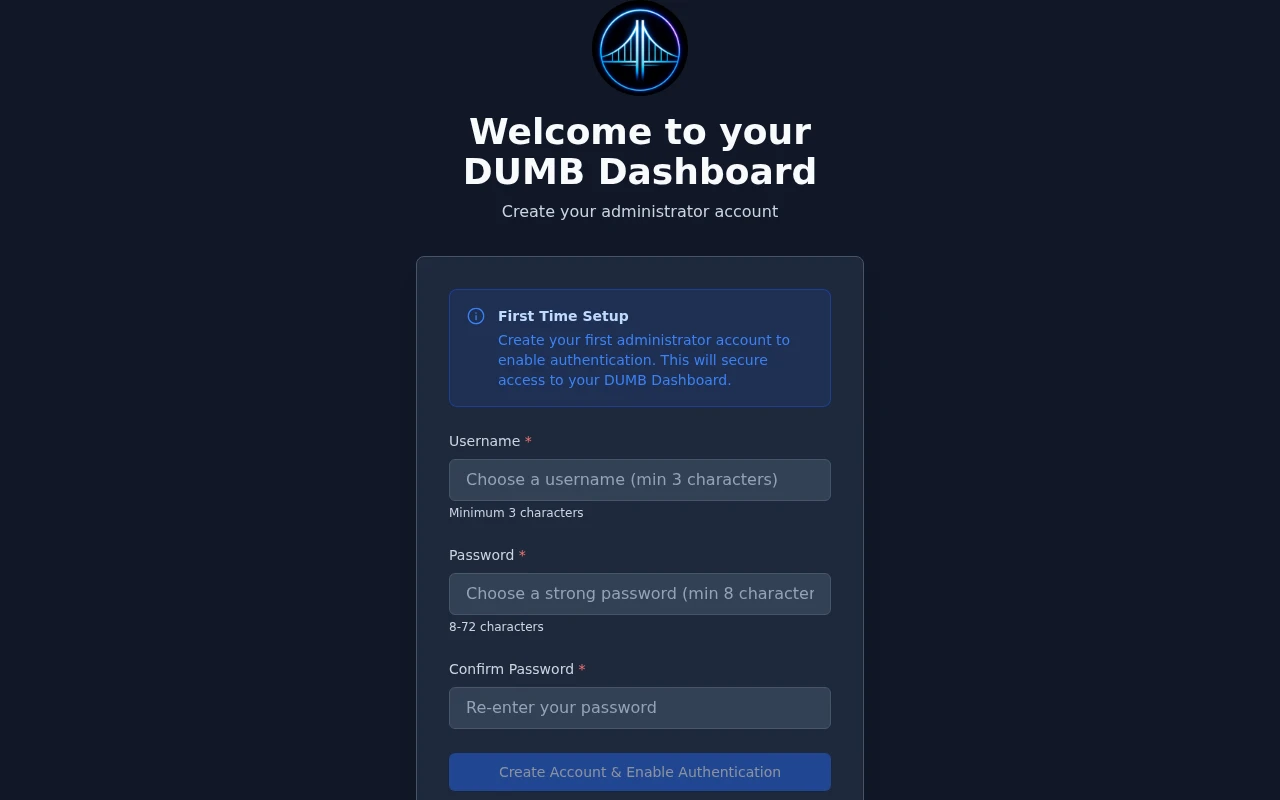 Welcome to your
DUMB Dashboard
Create your administrator account
First Time Setup
Create your first administrator account to
enable authentication. This will secure
access to your DUMB Dashboard.
Username *
Choose a username (min 3 characters)
Minimum 3 characters
Password *
Choose a strong password (min 8 character
8-72 characters
Confirm Password *
Re-enter your password
Create Account & Enable Authentication